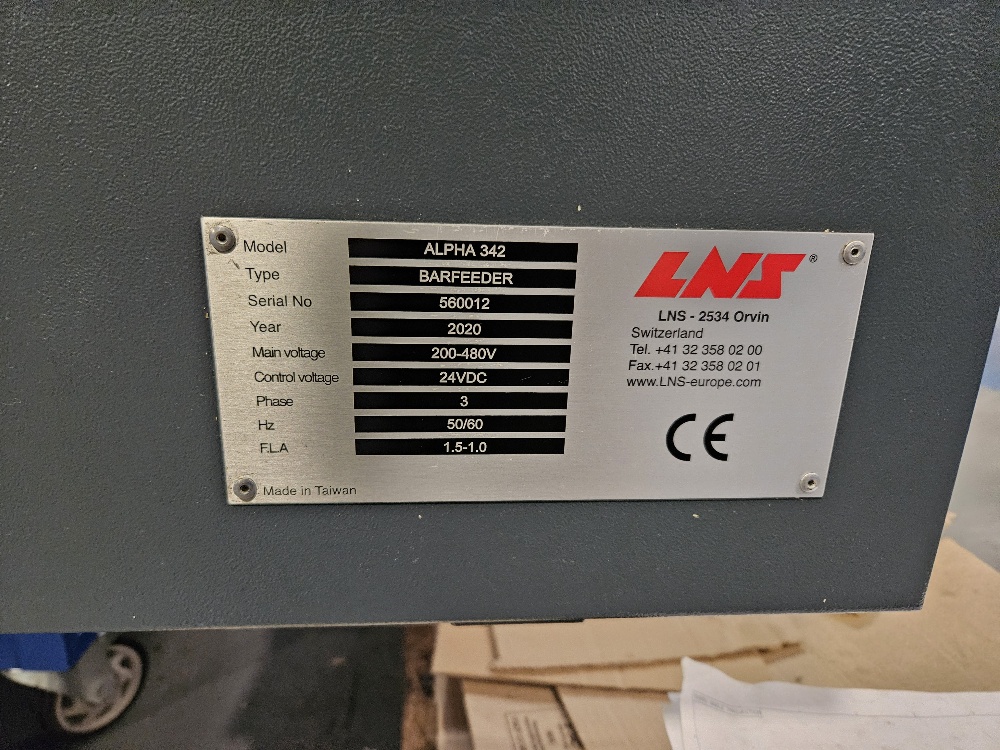 Model ALPHA 342
Type BARFEEDER
Serial No 560012
Year 2020
Main voltage 200-480V
Control voltage 24VDC
Phase 3
Hz 50/60
F.L.A 1.5-1.0
Made in Taiwan
LNS®
LNS - 2534 Orvin
Switzerland
Tel. +41 32 358 02 00
Fax.+41 32 358 02 01
www.LNS-europe.com
CE